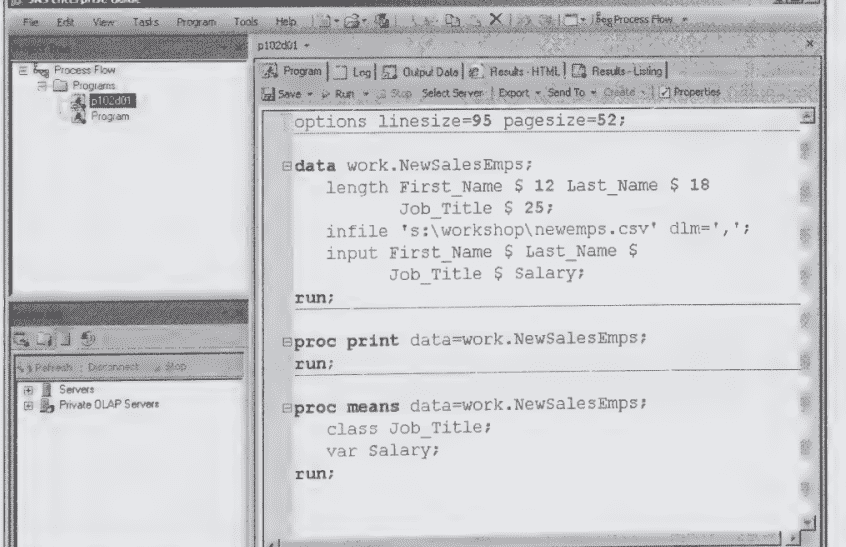 SAS Enterprise Guide
File Edit View Tasks Program Tools Help Process Flow
p102d01
Process Flow
Programs
p102d01
Program
Program Log Output Data Results - HTML Results - Listing
Save Run Stop Select Server Export Send To Create Properties
options linesize=95 pagesize=52;
data work.NewSalesEmps;
length First_Name $ 12 Last_Name $ 18
Job_Title $ 25;
infile 's:\workshop\newemps.csv' dlm=',';
input First_Name $ Last_Name $
Job_Title $ Salary;
run;
proc print data=work.NewSalesEmps;
run;
proc means data=work.NewSalesEmps;
class Job_Title;
var Salary;
run;
Refresh Disconnect Stop
Servers
Private OLAP Servers